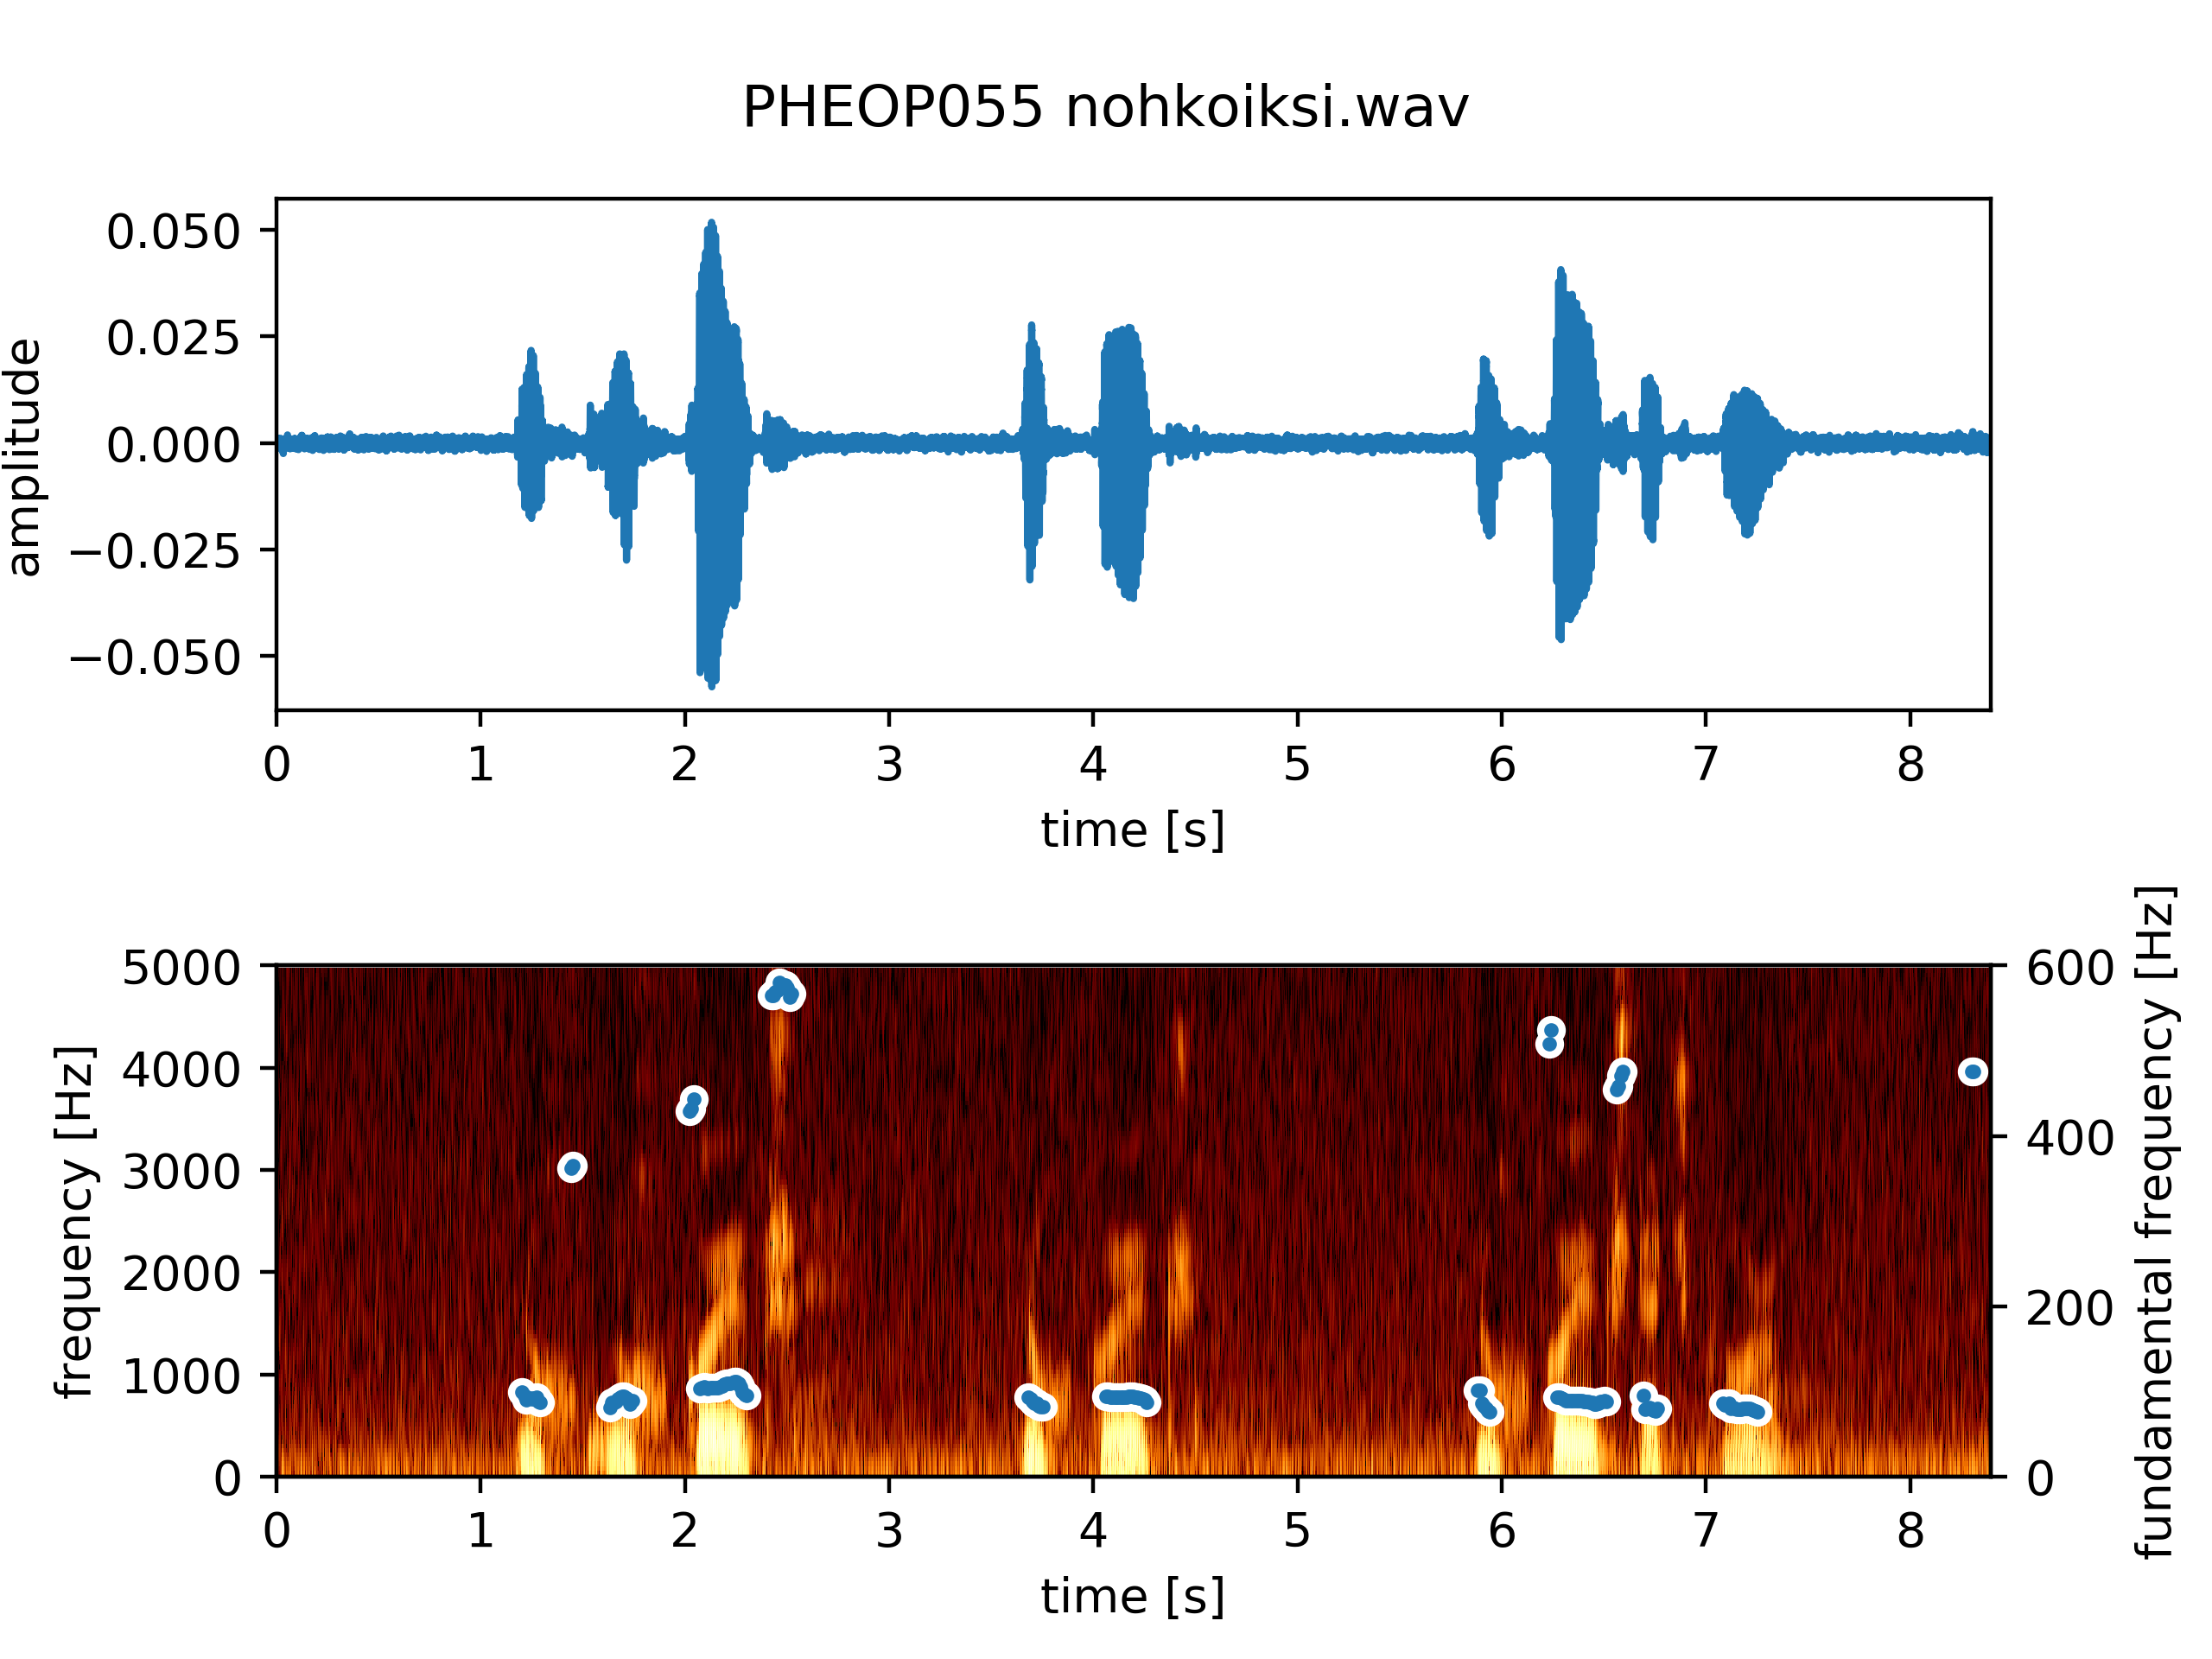 PHEOP055 nohkoiksi.wav
0.050
0.025
0.000
−0.025
−0.050
amplitude
0 1 2 3 4 5 6 7 8
time [s]
5000
4000
3000
2000
1000
0
frequency [Hz]
600
400
200
0
fundamental frequency [Hz]
0 1 2 3 4 5 6 7 8
time [s]